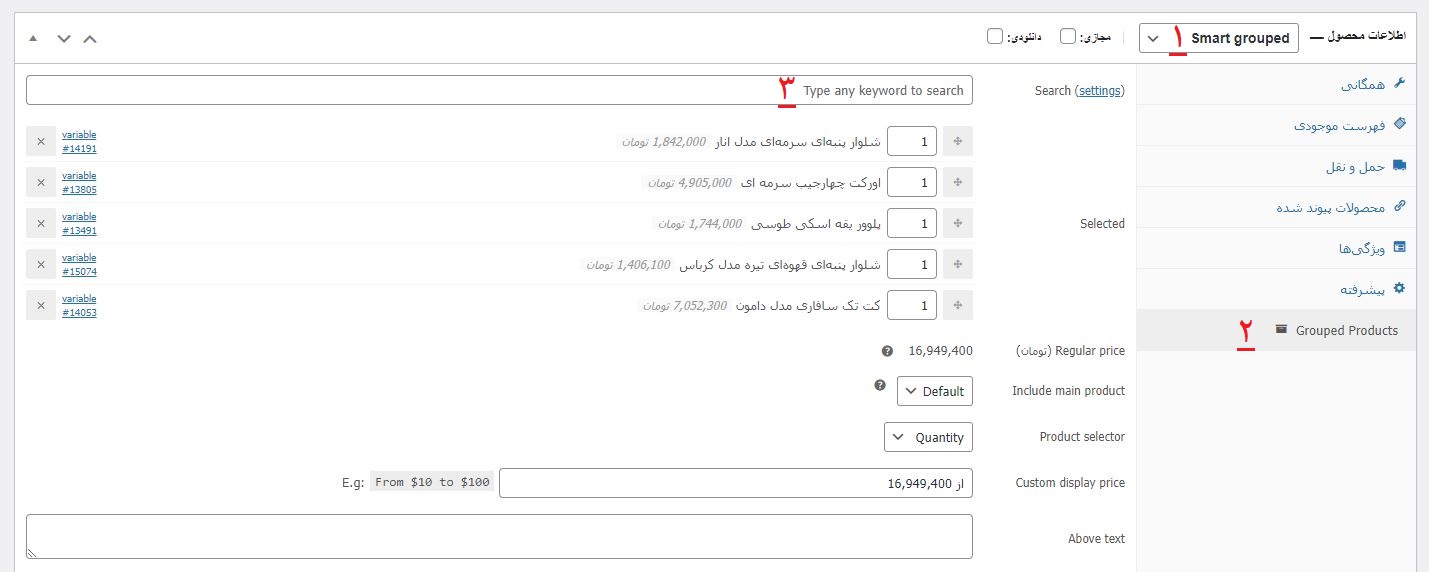 اطلاعات محصول — Smart grouped ۱ مجازی: دانلودی:
همگانی
فهرست موجودی
حمل و نقل
محصولات پیوند شده
ویژگی‌ها
پیشرفته
Grouped Products ۲
Search (settings) Type any keyword to search ۳
Selected
1 شلوار پنبه‌ای سرمه‌ای مدل انار 1,842,000 تومان variable
#14191
1 اورکت چهارجیب سرمه ای 4,905,000 تومان variable
#13805
1 پلوور یقه اسکی طوسی 1,744,000 تومان variable
#13491
1 شلوار پنبه‌ای قهوه‌ای تیره مدل کرباس 1,406,100 تومان variable
#15074
1 کت تک سافاری مدل دامون 7,052,300 تومان variable
#14053
Regular price (تومان) 16,949,400
Include main product Default
Product selector Quantity
Custom display price از 16,949,400 E.g: From $10 to $100
Above text